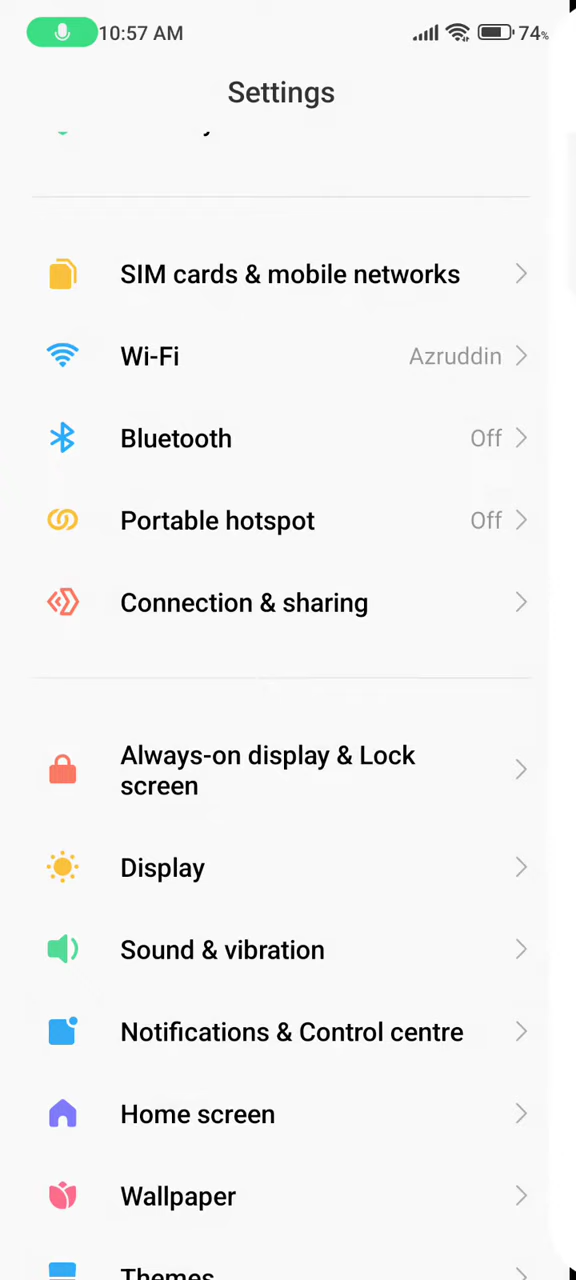 10:57 AM 74%
Settings
SIM cards & mobile networks
Wi-Fi Azruddin
Bluetooth Off
Portable hotspot Off
Connection & sharing
Always-on display & Lock
screen
Display
Sound & vibration
Notifications & Control centre
Home screen
Wallpaper
Themes